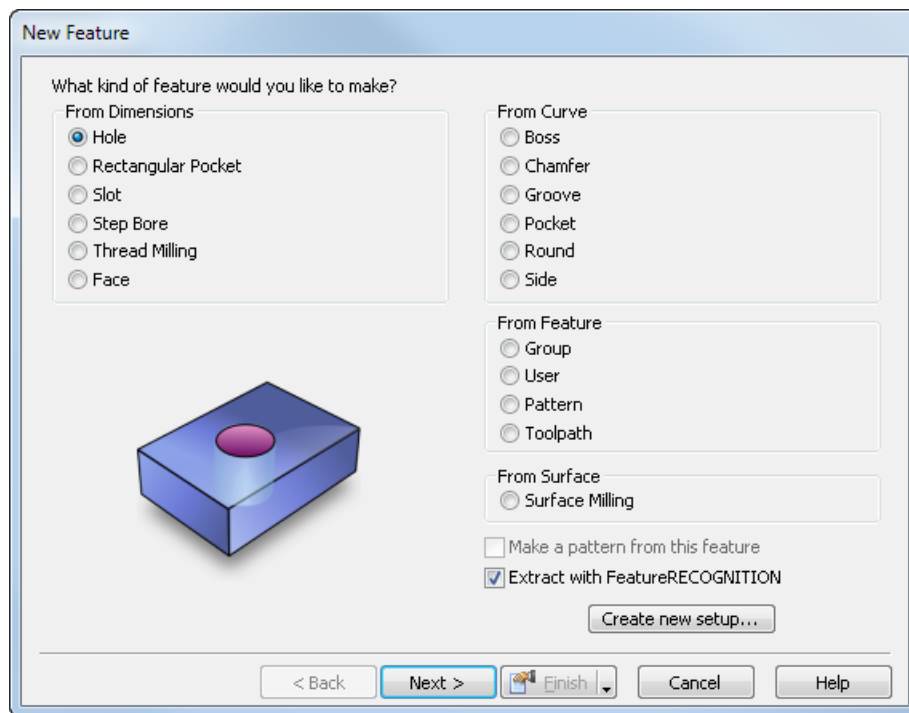 New Feature
What kind of feature would you like to make?
From Dimensions
Hole
Rectangular Pocket
Slot
Step Bore
Thread Milling
Face
From Curve
Boss
Chamfer
Groove
Pocket
Round
Side
From Feature
Group
User
Pattern
Toolpath
From Surface
Surface Milling
Make a pattern from this feature
Extract with FeatureRECOGNITION
Create new setup...
< Back
Next >
Finish
Cancel
Help